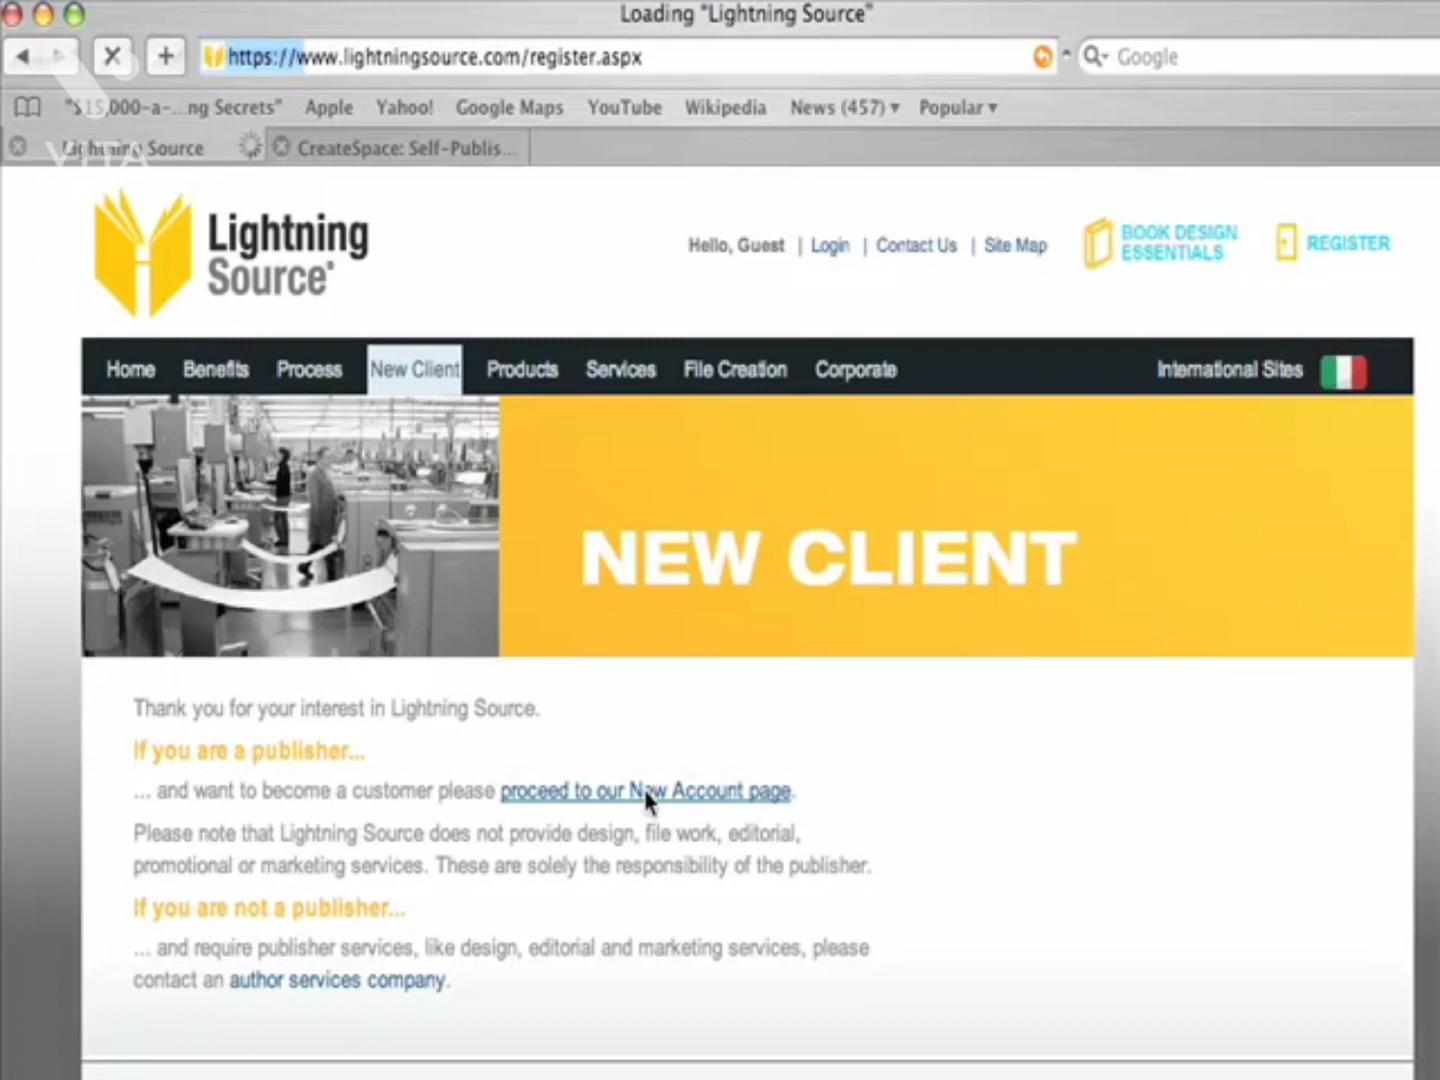 Loading "Lightning Source"
https://www.lightningsource.com/register.aspx
Google
"$15,000-a-...ng Secrets" Apple Yahoo! Google Maps YouTube Wikipedia News (457) Popular
Lightning Source CreateSpace: Self-Publis...
VITA
Lightning
Source
Hello, Guest | Login | Contact Us | Site Map
BOOK DESIGN
ESSENTIALS
REGISTER
Home Benefits Process New Client Products Services File Creation Corporate International Sites
NEW CLIENT
Thank you for your interest in Lightning Source.
If you are a publisher...
... and want to become a customer please proceed to our New Account page.
Please note that Lightning Source does not provide design, file work, editorial,
promotional or marketing services. These are solely the responsibility of the publisher.
If you are not a publisher...
... and require publisher services, like design, editorial and marketing services, please
contact an author services company.